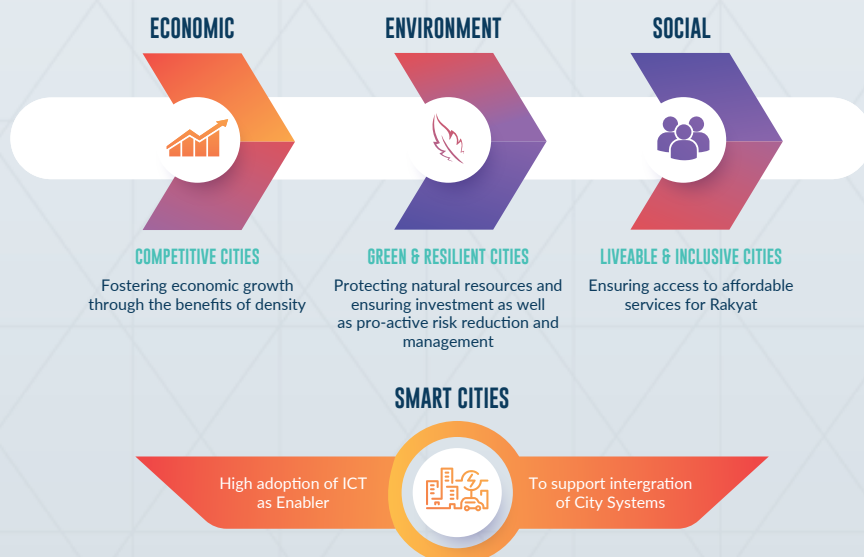 ECONOMIC
COMPETITIVE CITIES
Fostering economic growth
through the benefits of density
ENVIRONMENT
GREEN & RESILIENT CITIES
Protecting natural resources and
ensuring investment as well
as pro-active risk reduction and
management
SOCIAL
LIVEABLE & INCLUSIVE CITIES
Ensuring access to affordable
services for Rakyat
SMART CITIES
High adoption of ICT
as Enabler
To support intergration
of City Systems